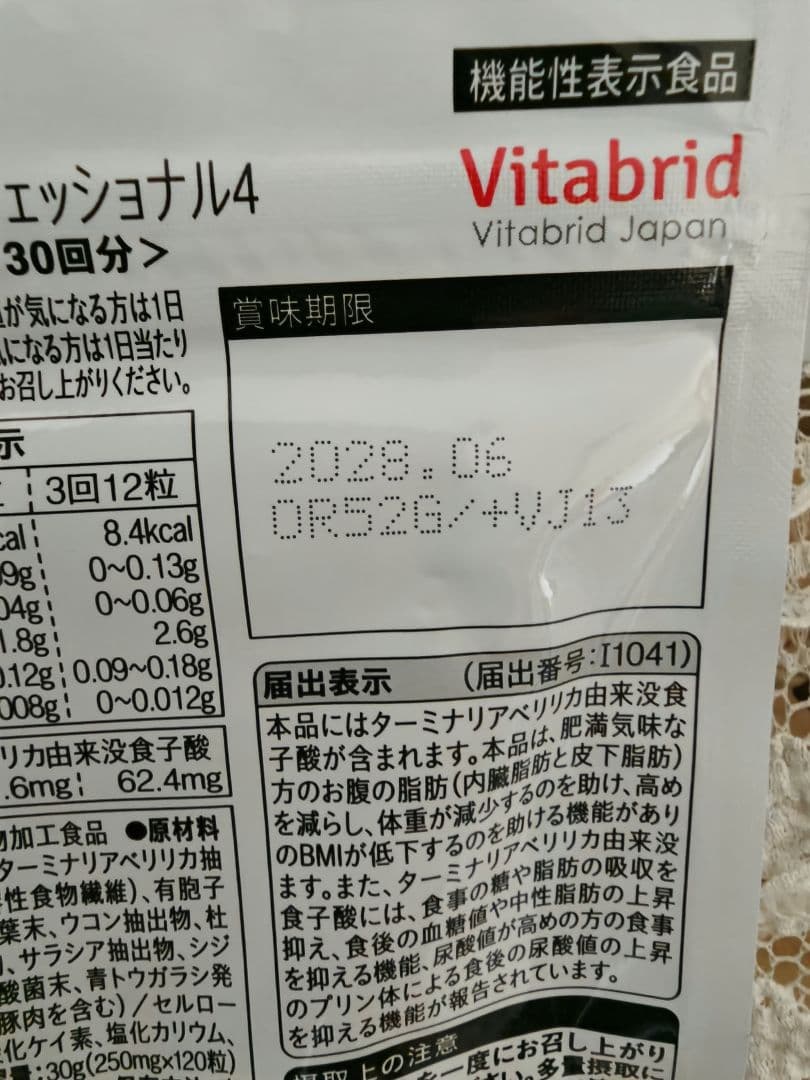 機能性表示食品
Vitabrid
Vitabrid Japan
ェッショナル4
30回分>
が気になる方は1日
になる方は1日当たり
お召し上がりください。
賞味期限
2028.06
OR52G/+VJ13
示
3回12粒
cal 8.4kcal
9g 0~0.13g
04g 0~0.06g
1.8g 2.6g
0.12g 0.09~0.18g
008g 0~0.012g
リカ由来没食子酸
.6mg 62.4mg
物加工食品 ●原材料
ターミナリアベリリカ抽
性食物繊維)、有胞子
葉末、ウコン抽出物、杜
、サラシア抽出物、シジ
酸菌末、青トウガラシ発
豚肉を含む)/セルロー
化ケイ素、塩化カリウム、
量:30g(250mg×120粒)
届出表示 (届出番号:I1041)
本品にはターミナリアベリリカ由来没食
子酸が含まれます。本品は、肥満気味な
方のお腹の脂肪(内臓脂肪と皮下脂肪)
を減らし、体重が減少するのを助け、高め
のBMIが低下するのを助ける機能があり
ます。また、ターミナリアベリリカ由来没
食子酸には、食事の糖や脂肪の吸収を
抑え、食後の血糖値や中性脂肪の上昇
を抑える機能、尿酸値が高めの方の食事
のプリン体による食後の尿酸値の上昇
を抑える機能が報告されています。
摂取上の注意
を一度にお召し上がり
さい。多量摂取に